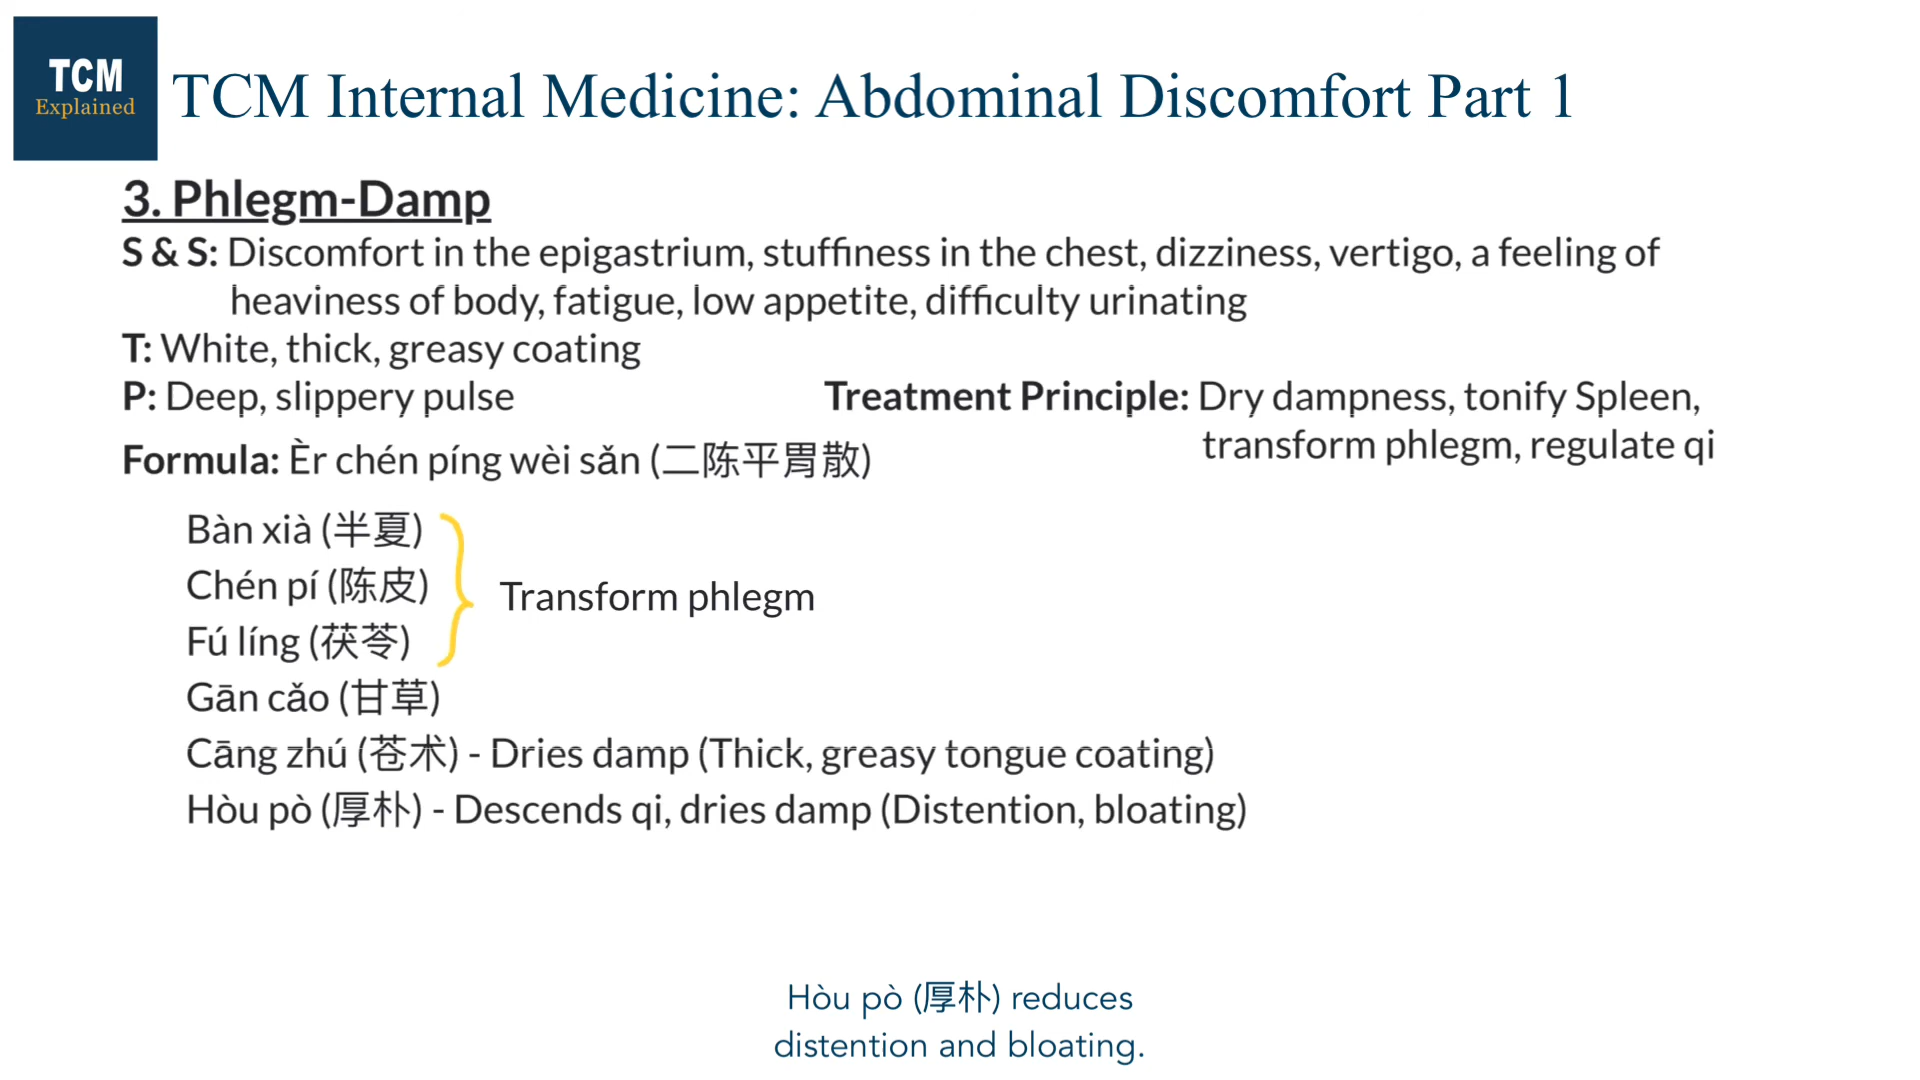 TCM
Explained
TCM Internal Medicine: Abdominal Discomfort Part 1
3. Phlegm-Damp
S & S: Discomfort in the epigastrium, stuffiness in the chest, dizziness, vertigo, a feeling of
heaviness of body, fatigue, low appetite, difficulty urinating
T: White, thick, greasy coating
P: Deep, slippery pulse
Treatment Principle: Dry dampness, tonify Spleen,
transform phlegm, regulate qi
Formula: Èr chén píng wèi sǎn (二陈平胃散)
Bàn xià (半夏)
Chén pí (陈皮)
Fú líng (茯苓)
Transform phlegm
Gān cǎo (甘草)
Cāng zhú (苍术) - Dries damp (Thick, greasy tongue coating)
Hòu pò (厚朴) - Descends qi, dries damp (Distention, bloating)
Hòu pò (厚朴) reduces
distention and bloating.